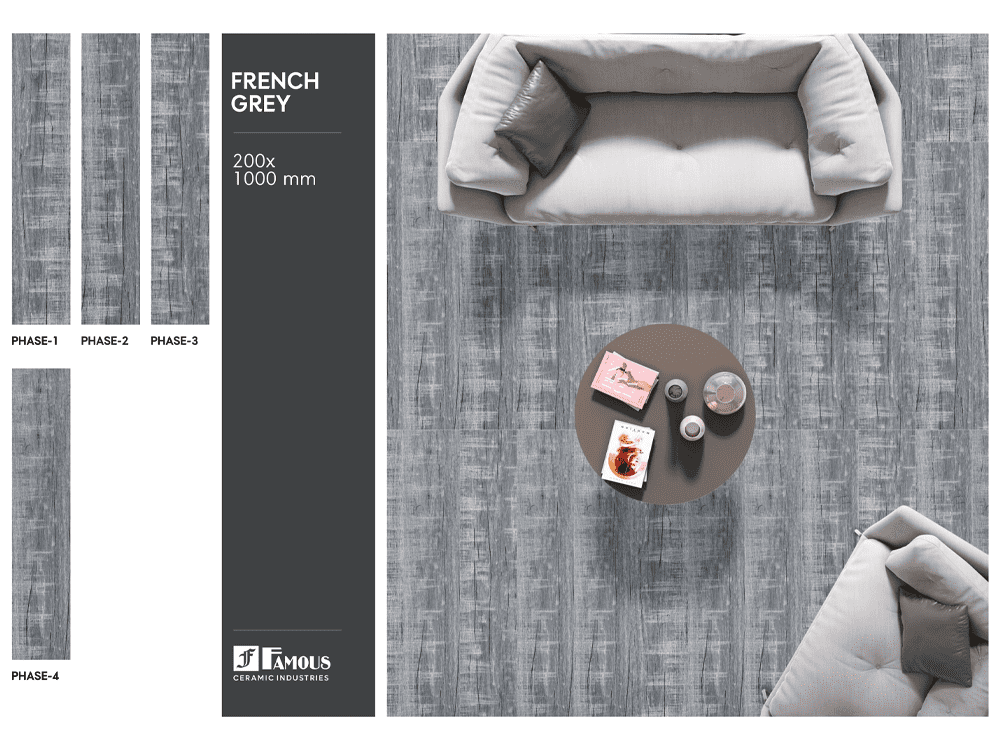 PHASE-1
PHASE-2
PHASE-3
PHASE-4
FRENCH
GREY
200x
1000 mm
F FAMOUS
CERAMIC INDUSTRIES